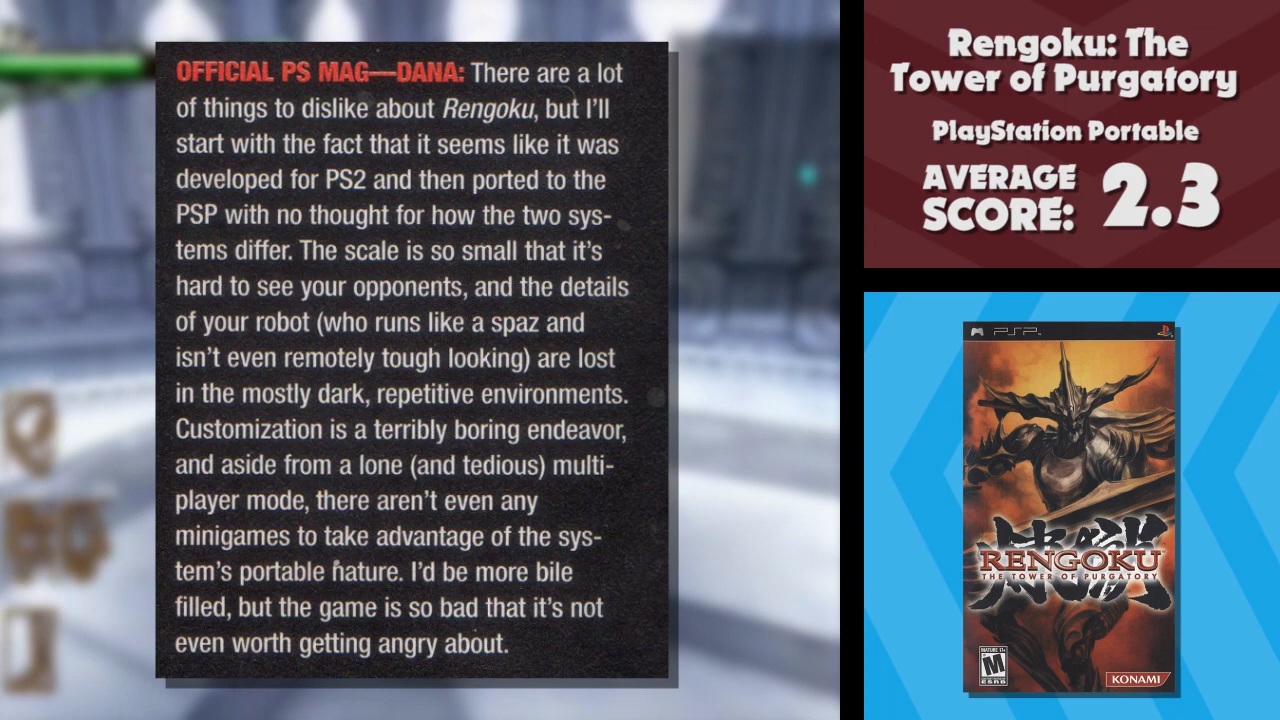 OFFICIAL PS MAG—DANA: There are a lot
of things to dislike about Rengoku, but I'll
start with the fact that it seems like it was
developed for PS2 and then ported to the
PSP with no thought for how the two sys-
tems differ. The scale is so small that it's
hard to see your opponents, and the details
of your robot (who runs like a spaz and
isn't even remotely tough looking) are lost
in the mostly dark, repetitive environments.
Customization is a terribly boring endeavor,
and aside from a lone (and tedious) multi-
player mode, there aren't even any
minigames to take advantage of the sys-
tem's portable nature. I'd be more bile
filled, but the game is so bad that it's not
even worth getting angry about.
Rengoku: The
Tower of Purgatory
PlayStation Portable
AVERAGE
SCORE: 2.3
PSP
煉獄
RENGOKU
THE TOWER OF PURGATORY
MATURE 17+
M
ESRB
KONAMI